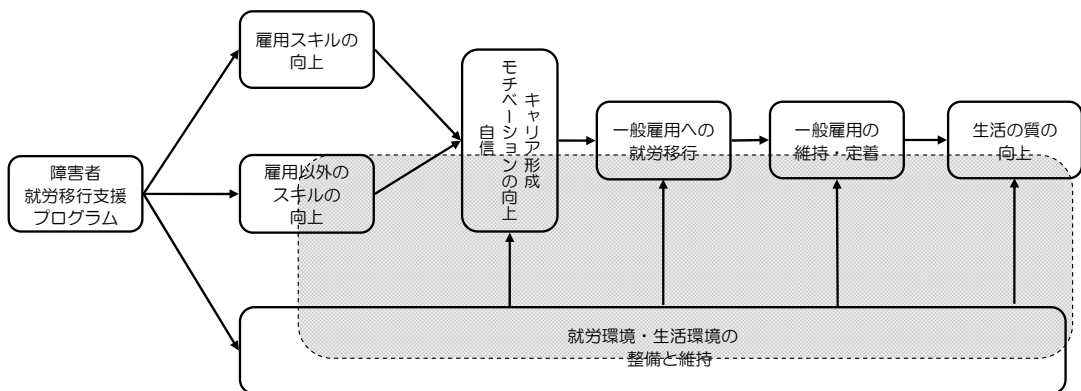 障害者
就労移行支援
プログラム
雇用スキルの
向上
雇用以外の
スキルの
向上
キャリア形成
モチベーションの向上
自信
一般雇用への
就労移行
一般雇用の
維持・定着
生活の質の
向上
就労環境・生活環境の
整備と維持